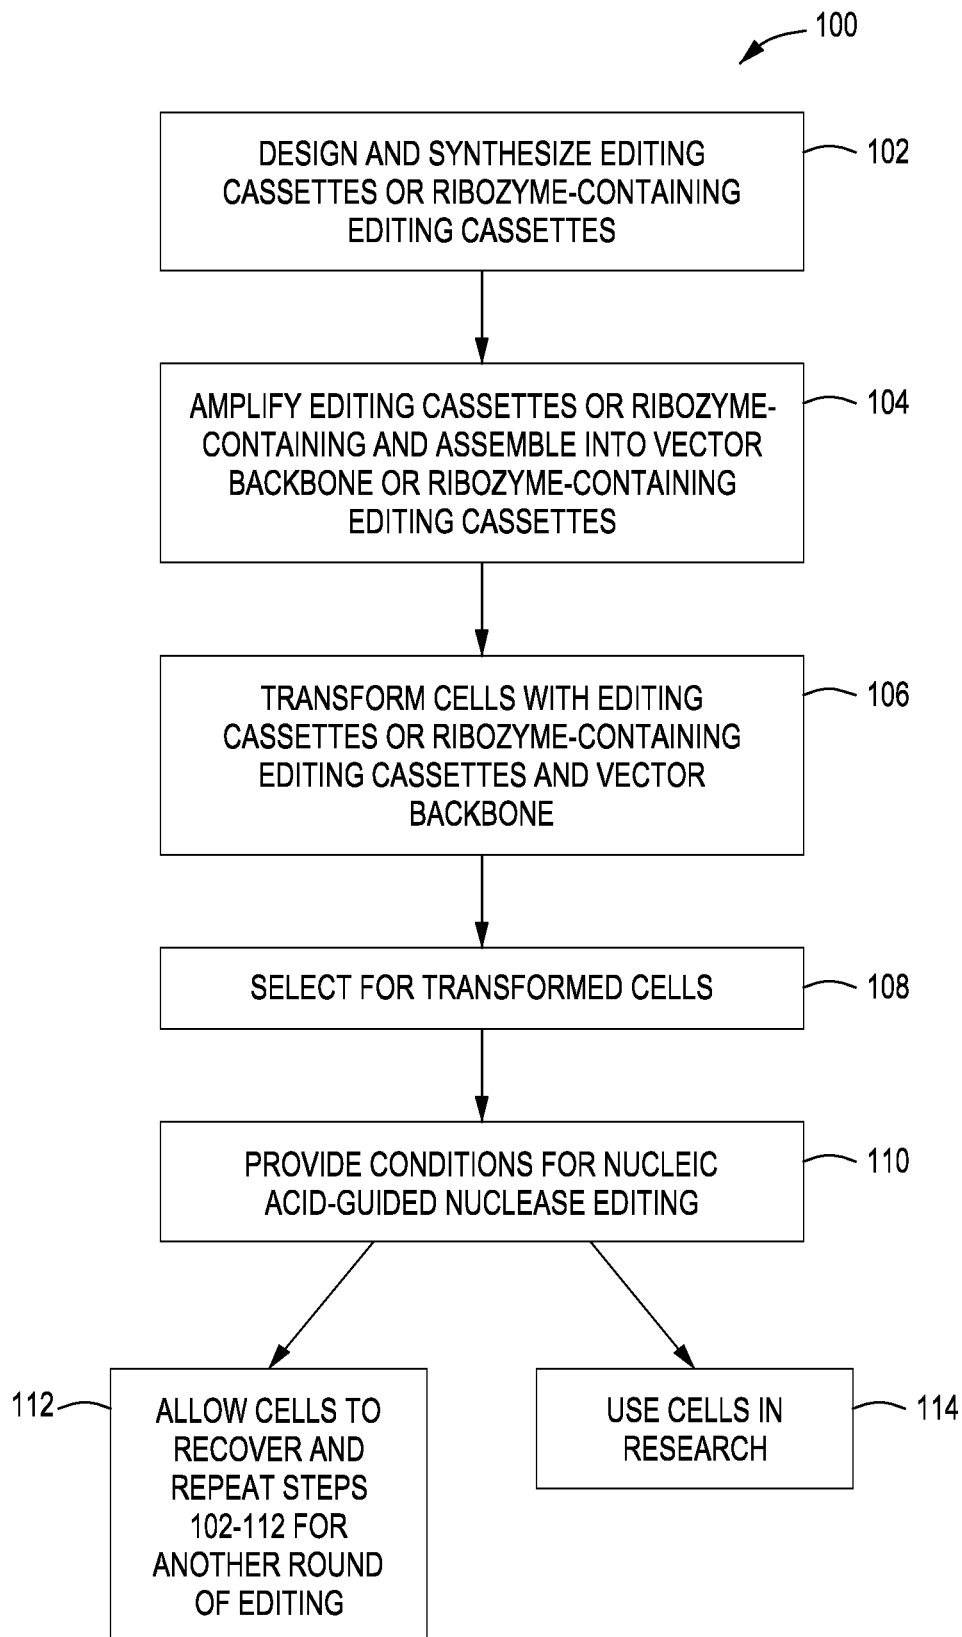 100
DESIGN AND SYNTHESIZE EDITING
CASSETTES OR RIBOZYME-CONTAINING
EDITING CASSETTES
102
AMPLIFY EDITING CASSETTES OR RIBOZYME-
CONTAINING AND ASSEMBLE INTO VECTOR
BACKBONE OR RIBOZYME-CONTAINING
EDITING CASSETTES
104
TRANSFORM CELLS WITH EDITING
CASSETTES OR RIBOZYME-CONTAINING
EDITING CASSETTES AND VECTOR
BACKBONE
106
SELECT FOR TRANSFORMED CELLS
108
PROVIDE CONDITIONS FOR NUCLEIC
ACID-GUIDED NUCLEASE EDITING
110
112
ALLOW CELLS TO
RECOVER AND
REPEAT STEPS
102-112 FOR
ANOTHER ROUND
OF EDITING
USE CELLS IN
RESEARCH
114